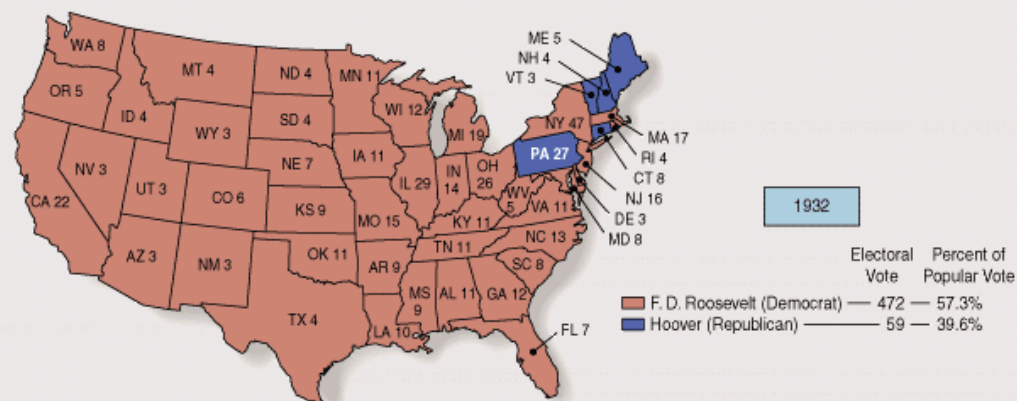 ME 5
NH 4
VT 3
WA 8
MT 4
ND 4
MN 11
OR 5
ID 4
WI 12
SD 4
WY 3
MI 19
NY 47
MA 17
RI 4
PA 27
CT 8
NV 3
NE 7
IA 11
IL 29
IN
14
OH
26
NJ 16
UT 3
CO 6
WV
5
VA 11
DE 3
CA 22
KS 9
MO 15
KY 11
MD 8
1932
TN 11
NC 13
AZ 3
NM 3
OK 11
AR 9
SC 8
MS
9
AL 11
GA 12
TX 4
LA 10
FL 7
Electoral Vote
Percent of Popular Vote
F. D. Roosevelt (Democrat) 472 57.3%
Hoover (Republican) 59 39.6%